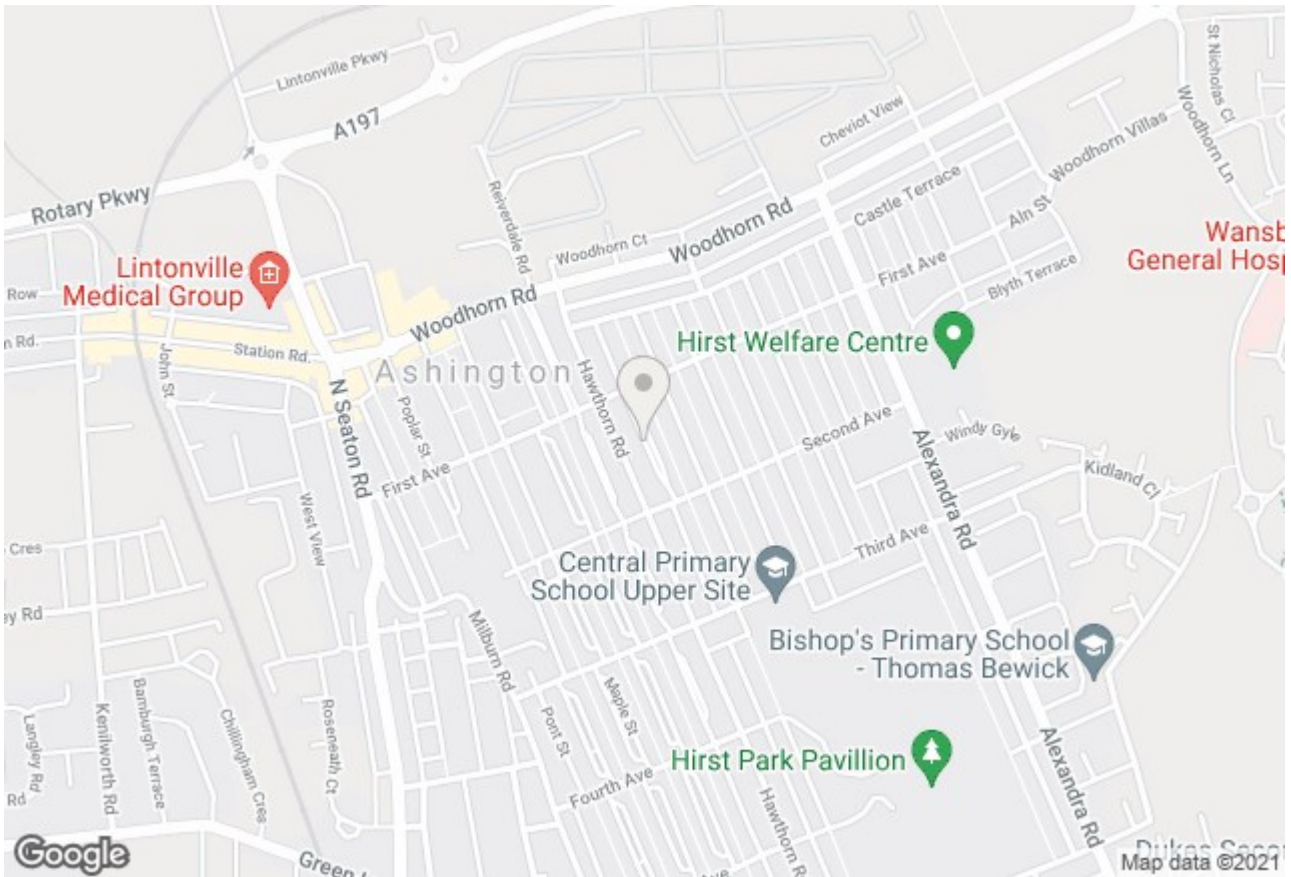 Lintonville Pkwy
A197
Rotary Pkwy
St Nicholas Cl
Woodhorn Ln
Cheviot View
Woodhorn Villas
Reiverdale Rd
Castle Terrace
Aln St
Woodhorn Rd
Woodhorn Ct
First Ave
Wansb
General Hosp
Lintonville
Medical Group
Blyth Terrace
Row
Woodhorn Rd
n Rd.
Station Rd.
John St
Hirst Welfare Centre
Ashington
Hawthorn Rd
Poplar St
N Seaton Rd
First Ave
Second Ave
Windy Gyle
Alexandra Rd
Kidland Cl
West View
Third Ave
Cres
Central Primary
School Upper Site
ey Rd
Milburn Rd
Bishop's Primary School
- Thomas Bewick
Maple St
Pont St
Langley Rd
Kenilworth Rd
Bamburgh Terrace
Chillingham Cres
Roseneath Ct
Hirst Park Pavillion
Alexandra Rd
Fourth Ave
Hawthorn R
Rd
Google
Green
Ave
Map data ©2021